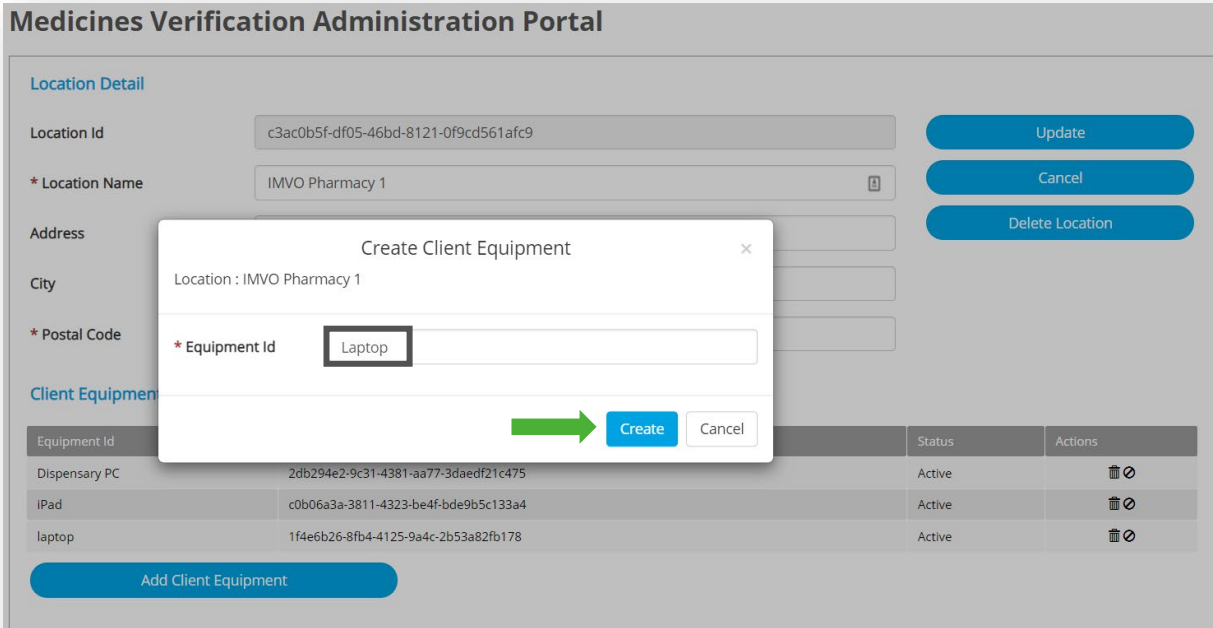 Medicines Verification Administration Portal
Location Detail
Location Id c3ac0b5f-df05-46bd-8121-0f9cd561afc9 Update
* Location Name IMVO Pharmacy 1 Cancel
Address Delete Location
Create Client Equipment ×
Location : IMVO Pharmacy 1
City
* Postal Code
* Equipment Id Laptop
Client Equipment
Create Cancel
Equipment Id Status Actions
Dispensary PC 2db294e2-9c31-4381-aa77-3daedf21c475 Active
iPad c0b06a3a-3811-4323-be4f-bde9b5c133a4 Active
laptop 1f4e6b26-8fb4-4125-9a4c-2b53a82fb178 Active
Add Client Equipment